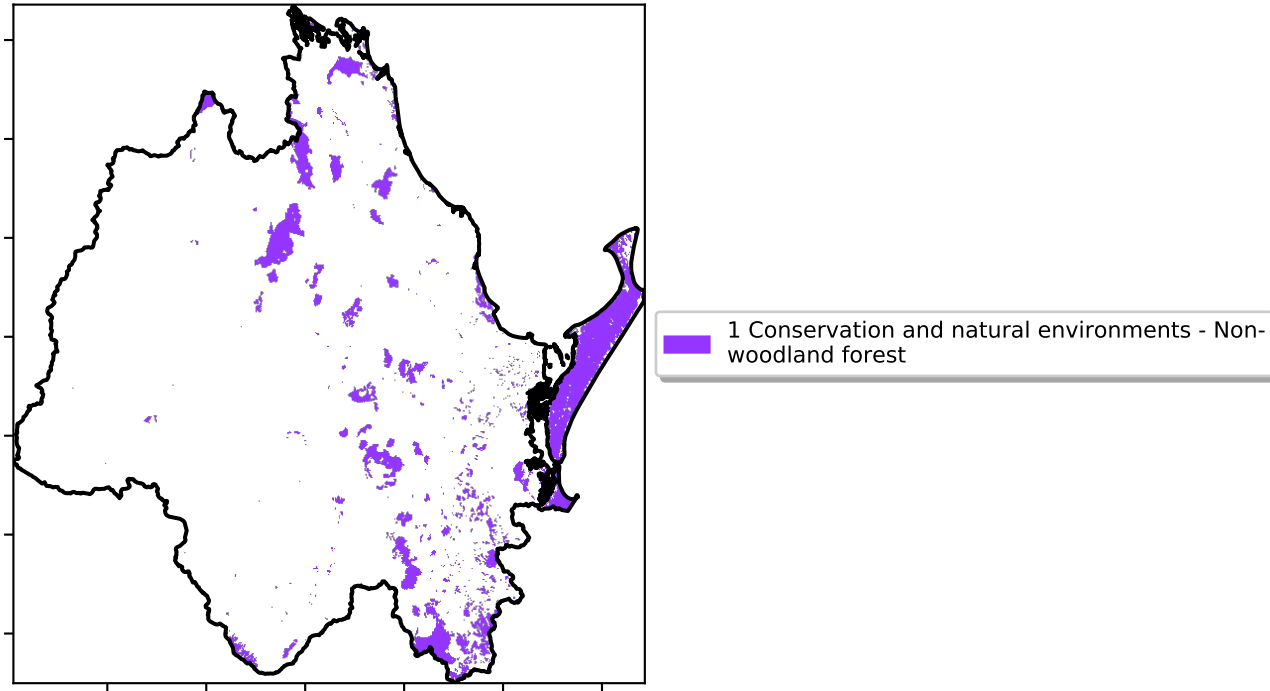 1 Conservation and natural environments - Non-
woodland forest